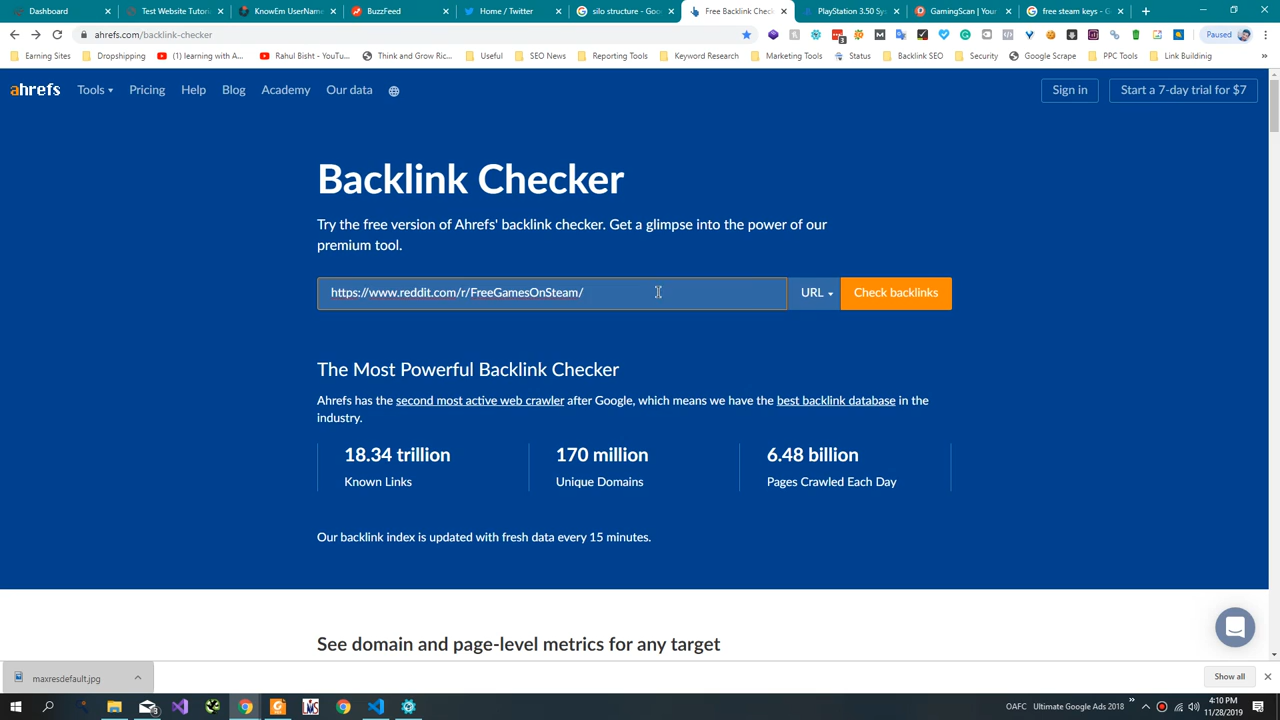 Dashboard
Test Website Tutori
KnowEm UserName
BuzzFeed
Home / Twitter
silo structure - Goo
Free Backlink Chec
PlayStation 3.50 Sys
GamingScan | Your
free steam keys - G
ahrefs.com/backlink-checker
Paused
Earning Sites
Dropshipping
(1) learning with A...
Rahul Bisht - YouTu...
Think and Grow Ric...
Useful
SEO News
Reporting Tools
Keyword Research
Marketing Tools
Status
Backlink SEO
Security
Google Scrape
PPC Tools
Link Buildinig
ahrefs
Tools
Pricing
Help
Blog
Academy
Our data
Sign in
Start a 7-day trial for $7
Backlink Checker
Try the free version of Ahrefs' backlink checker. Get a glimpse into the power of our
premium tool.
https://www.reddit.com/r/FreeGamesOnSteam/
URL
Check backlinks
The Most Powerful Backlink Checker
Ahrefs has the second most active web crawler after Google, which means we have the best backlink database in the
industry.
18.34 trillion
170 million
6.48 billion
Known Links
Unique Domains
Pages Crawled Each Day
Our backlink index is updated with fresh data every 15 minutes.
See domain and page-level metrics for any target
maxresdefault.jpg
Show all
OAFC
Ultimate Google Ads 2018
4:10 PM
11/28/2019